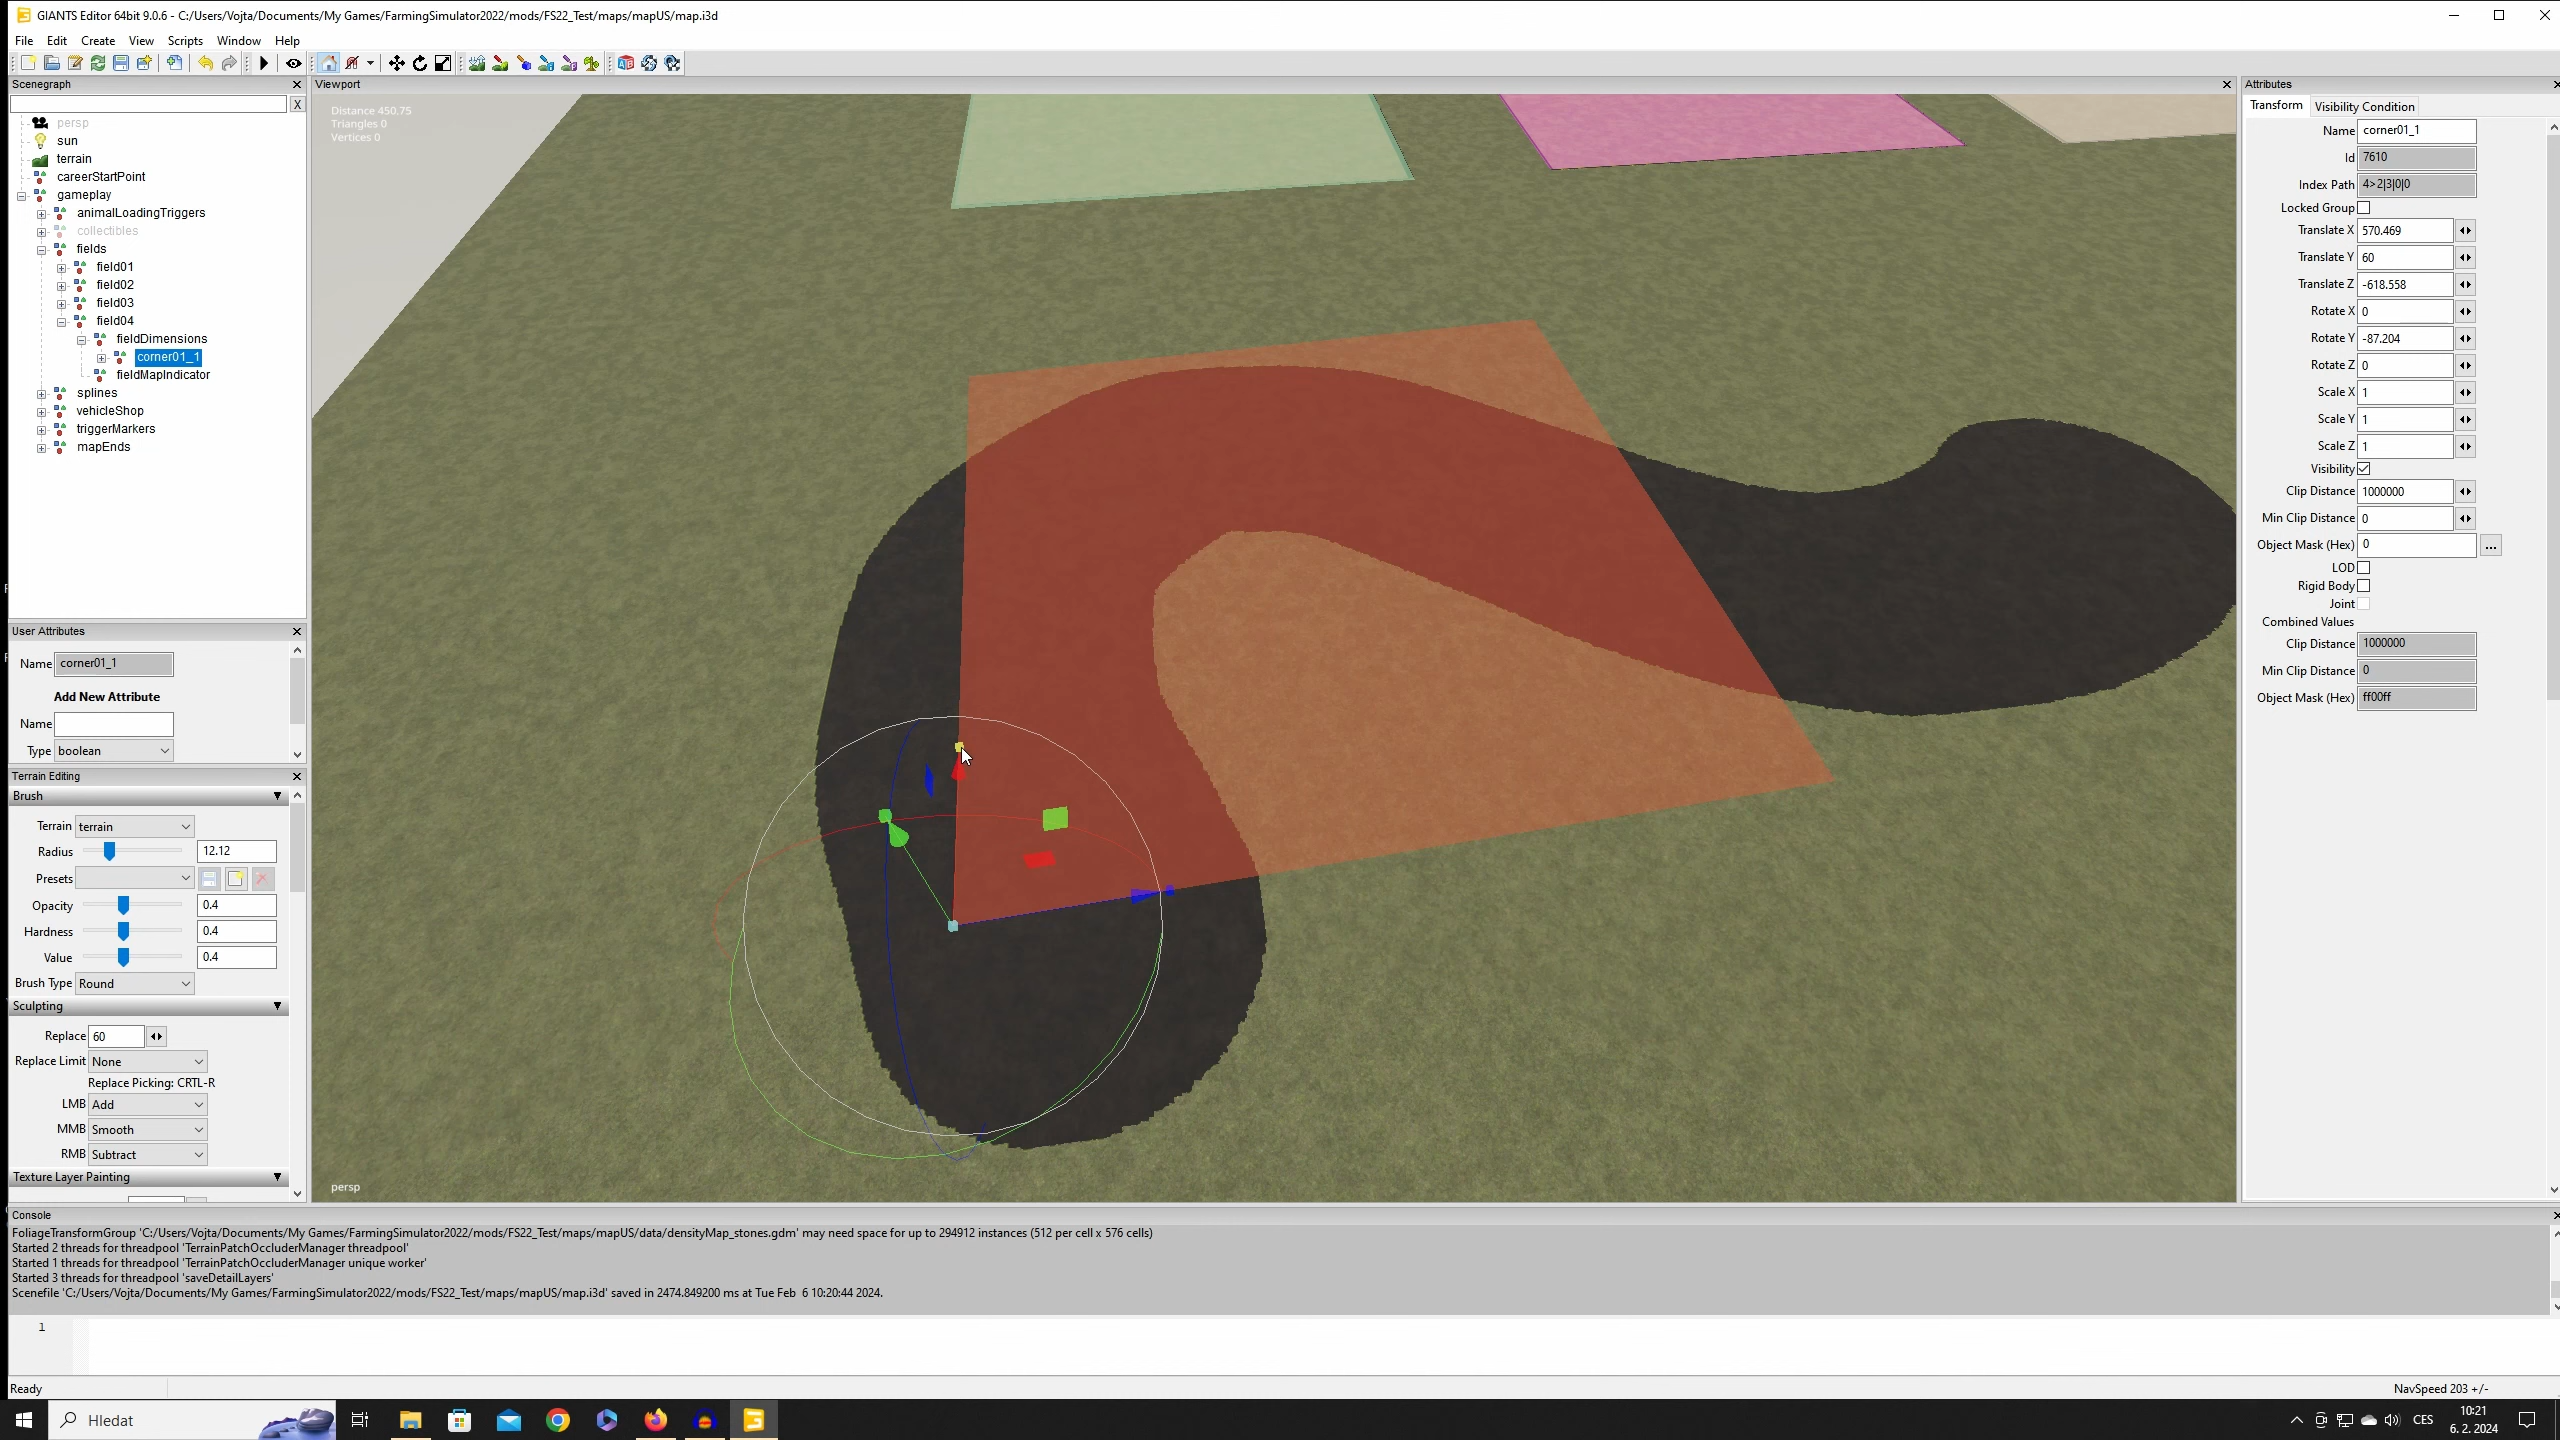 GIANTS Editor 64bit 9.0.6 - C:/Users/Vojta/Documents/My Games/FarmingSimulator2022/mods/FS22_Test/maps/mapUS/map.i3d
File Edit Create View Scripts Window Help
Scenegraph
X
persp
sun
terrain
careerStartPoint
gameplay
animalLoadingTriggers
collectibles
fields
field01
field02
field03
field04
fieldDimensions
corner01_1
fieldMapIndicator
splines
vehicleShop
triggerMarkers
mapEnds
User Attributes
Name corner01_1
Add New Attribute
Name
Type boolean
Terrain Editing
Brush
Terrain terrain
Radius 12.12
Presets
Opacity 0.4
Hardness 0.4
Value 0.4
Brush Type Round
Sculpting
Replace 60
Replace Limit None
Replace Picking: CRTL-R
LMB Add
MMB Smooth
RMB Subtract
Texture Layer Painting
Viewport
Distance 450.75
Triangles 0
Vertices 0
persp
Attributes
Transform Visibility Condition
Name corner01_1
Id 7610
Index Path 4>2|3|0|0
Locked Group
Translate X 570.469
Translate Y 60
Translate Z -618.558
Rotate X 0
Rotate Y -87.204
Rotate Z 0
Scale X 1
Scale Y 1
Scale Z 1
Visibility
Clip Distance 1000000
Min Clip Distance 0
Object Mask (Hex) 0 ...
LOD
Rigid Body
Joint
Combined Values
Clip Distance 1000000
Min Clip Distance 0
Object Mask (Hex) ff00ff
Console
FoliageTransformGroup 'C:/Users/Vojta/Documents/My Games/FarmingSimulator2022/mods/FS22_Test/maps/mapUS/data/densityMap_stones.gdm' may need space for up to 294912 instances (512 per cell x 576 cells)
Started 2 threads for threadpool 'TerrainPatchOccluderManager threadpool'
Started 1 threads for threadpool 'TerrainPatchOccluderManager unique worker'
Started 3 threads for threadpool 'saveDetailLayers'
Scenefile 'C:/Users/Vojta/Documents/My Games/FarmingSimulator2022/mods/FS22_Test/maps/mapUS/map.i3d' saved in 2474.849200 ms at Tue Feb 6 10:20:44 2024.
1
Ready
NavSpeed 203 +/-
Hledat
CES
10:21
6. 2. 2024